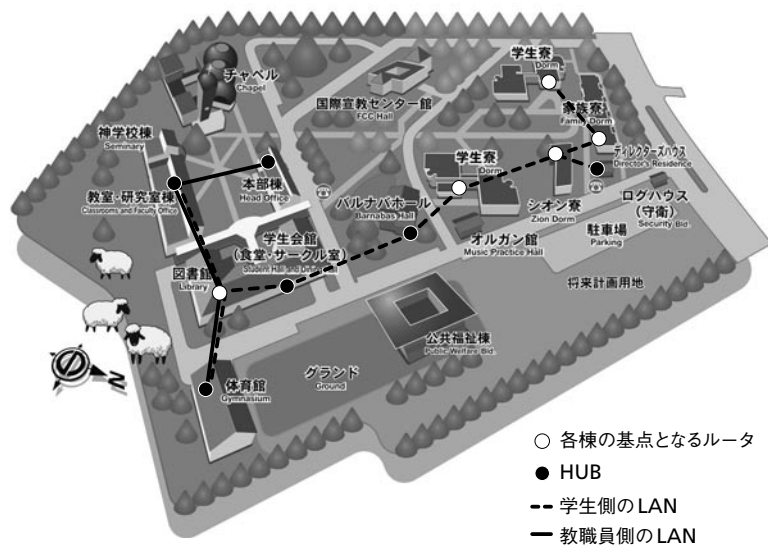 学生寮
Dorm
チャペル
Chapel
国際宣教センター館
FCC Hall
家族寮
Family Dorm
神学校棟
Seminary
学生寮
Dorm
ディレクターズハウス
Director's Residence
教室・研究室棟
Classrooms and Faculty Office
本部棟
Head Office
バルナバホール
Barnabas Hall
シオン寮
Zion Dorm
ログハウス
(守衛)
Security Bld.
学生会館
(食堂・サークル室)
Student Hall and Dining Hall
オルガン館
Music Practice Hall
駐車場
Parking
図書館
Library
将来計画用地
公共福祉棟
Public Welfare Bld.
体育館
Gymnasium
グランド
Ground
N
○ 各棟の基点となるルータ
● HUB
学生側のLAN
教職員側のLAN